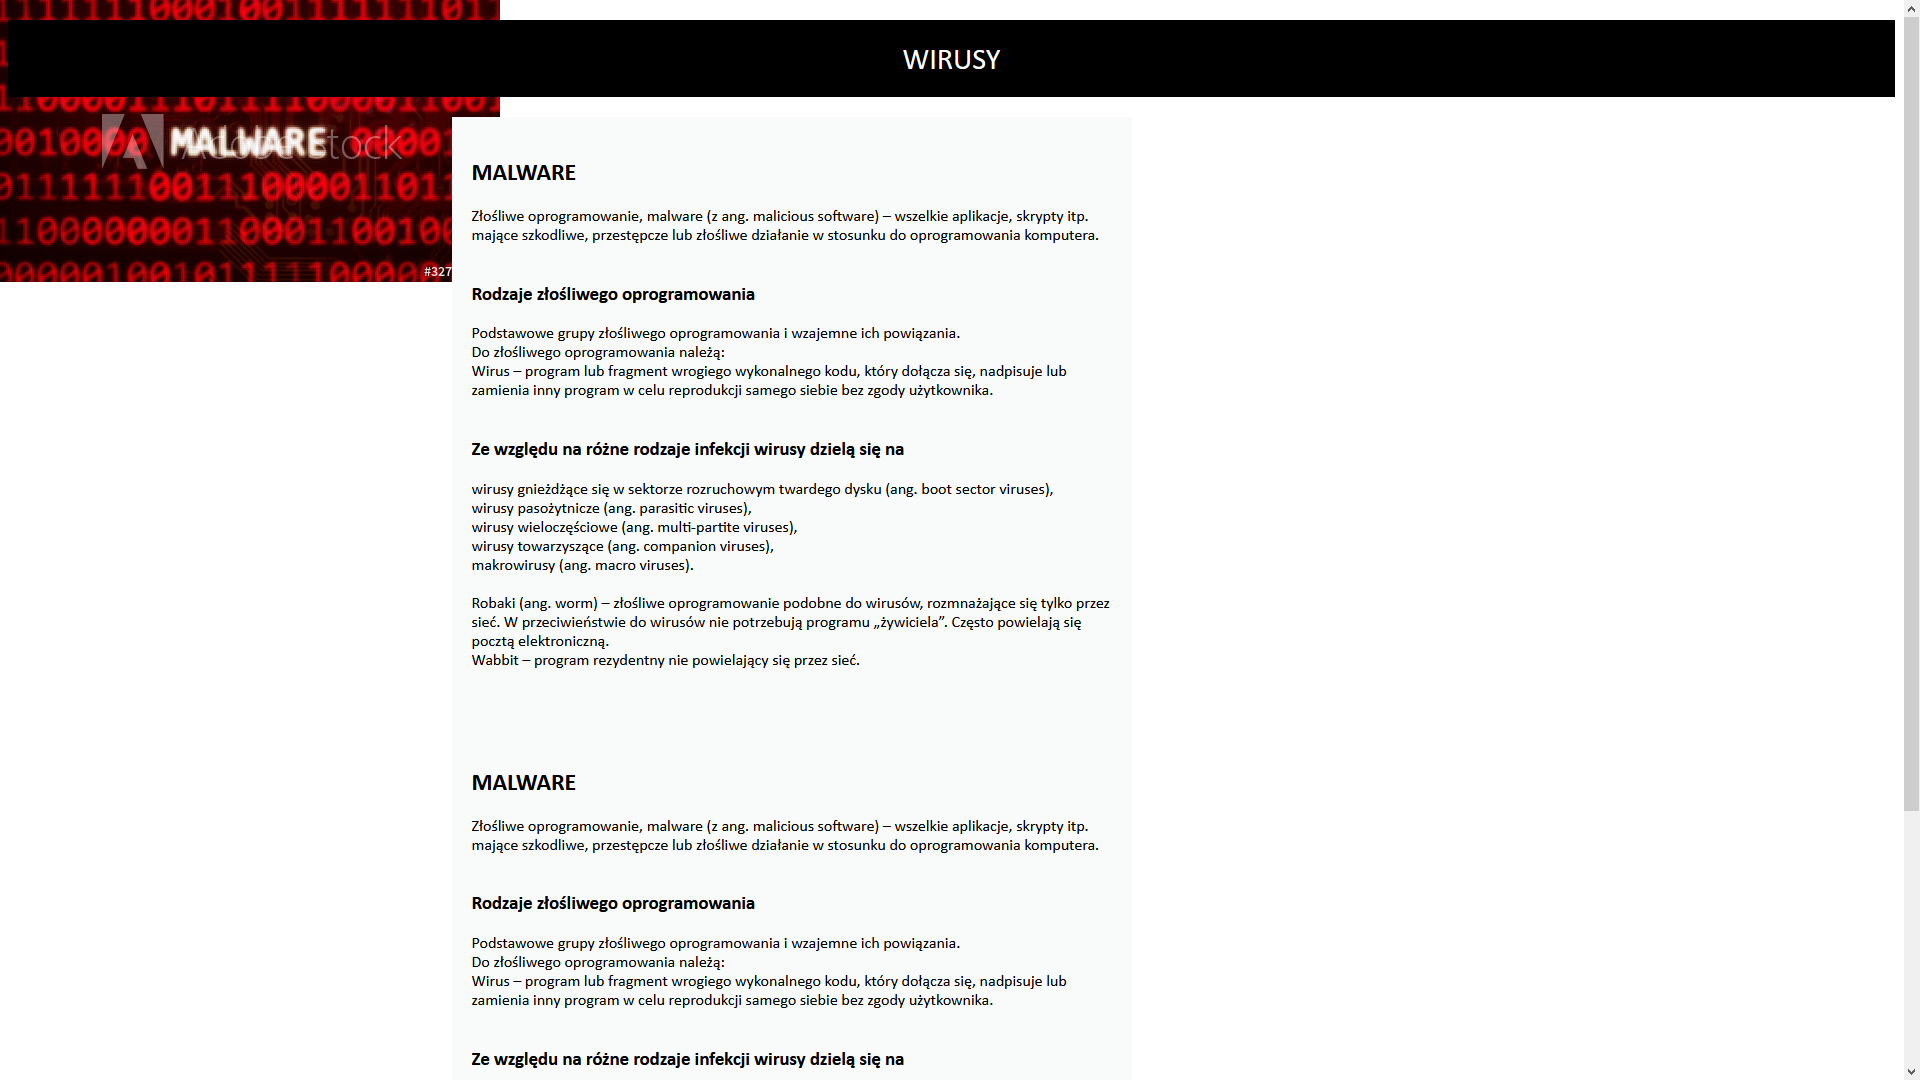 WIRUSY
MALWARE
Adobe Stock
#327
MALWARE
Złośliwe oprogramowanie, malware (z ang. malicious software) – wszelkie aplikacje, skrypty itp.
mające szkodliwe, przestępcze lub złośliwe działanie w stosunku do oprogramowania komputera.
Rodzaje złośliwego oprogramowania
Podstawowe grupy złośliwego oprogramowania i wzajemne ich powiązania.
Do złośliwego oprogramowania należą:
Wirus – program lub fragment wrogiego wykonalnego kodu, który dołącza się, nadpisuje lub
zamienia inny program w celu reprodukcji samego siebie bez zgody użytkownika.
Ze względu na różne rodzaje infekcji wirusy dzielą się na
wirusy gnieżdżące się w sektorze rozruchowym twardego dysku (ang. boot sector viruses),
wirusy pasożytnicze (ang. parasitic viruses),
wirusy wieloczęściowe (ang. multi-partite viruses),
wirusy towarzyszące (ang. companion viruses),
makrowirusy (ang. macro viruses).
Robaki (ang. worm) – złośliwe oprogramowanie podobne do wirusów, rozmnażające się tylko przez
sieć. W przeciwieństwie do wirusów nie potrzebują programu „żywiciela”. Często powielają się
pocztą elektroniczną.
Wabbit – program rezydentny nie powielający się przez sieć.
MALWARE
Złośliwe oprogramowanie, malware (z ang. malicious software) – wszelkie aplikacje, skrypty itp.
mające szkodliwe, przestępcze lub złośliwe działanie w stosunku do oprogramowania komputera.
Rodzaje złośliwego oprogramowania
Podstawowe grupy złośliwego oprogramowania i wzajemne ich powiązania.
Do złośliwego oprogramowania należą:
Wirus – program lub fragment wrogiego wykonalnego kodu, który dołącza się, nadpisuje lub
zamienia inny program w celu reprodukcji samego siebie bez zgody użytkownika.
Ze względu na różne rodzaje infekcji wirusy dzielą się na